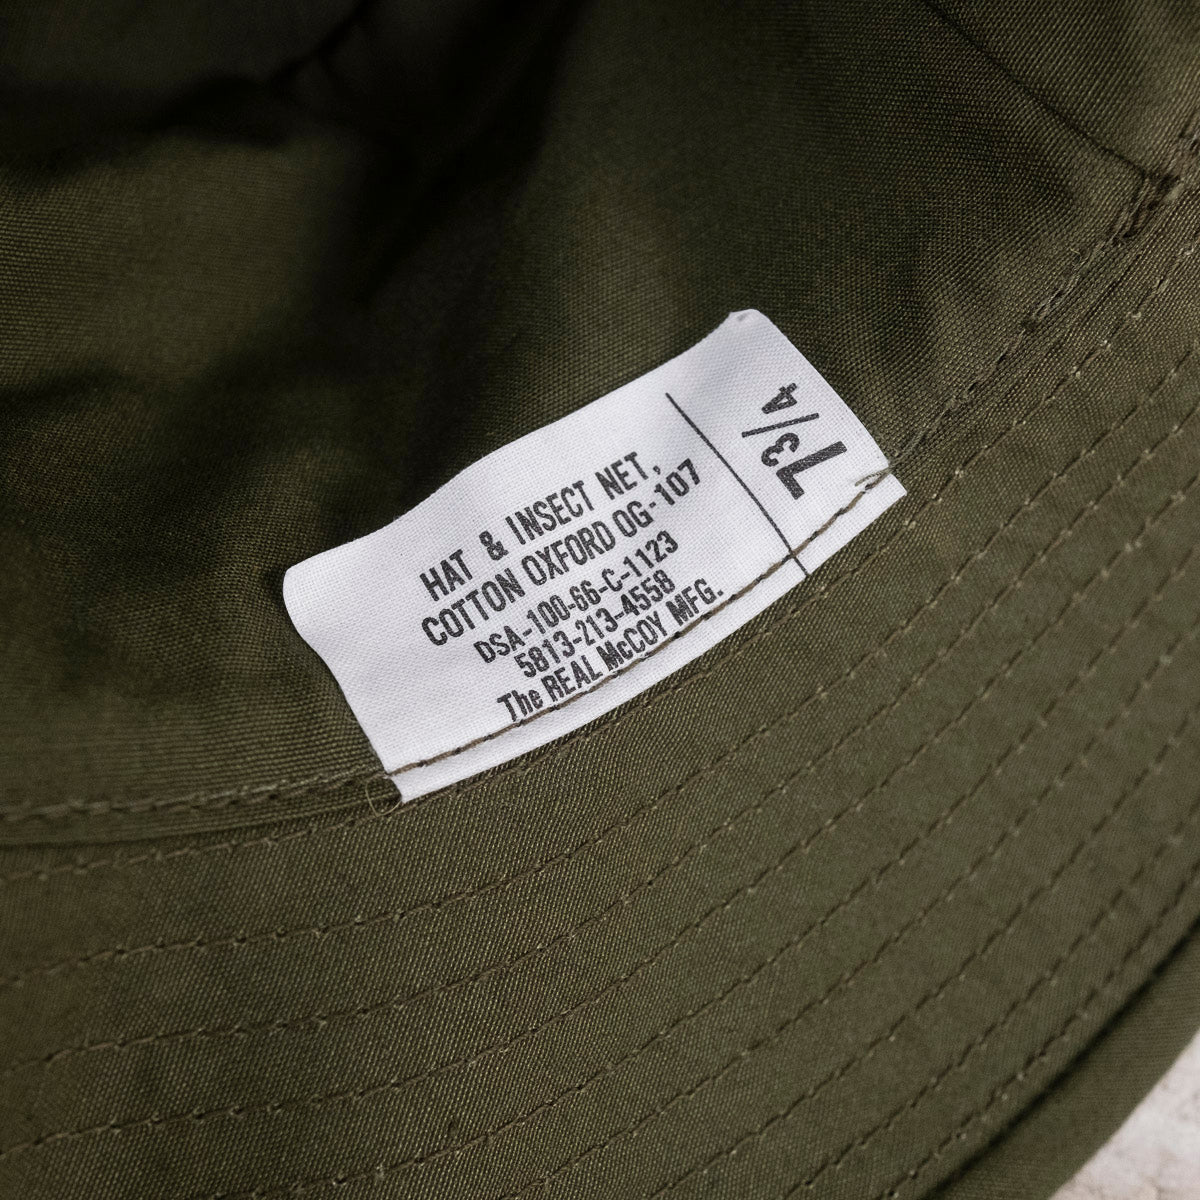 HAT & INSECT NET,
COTTON OXFORD OG-107
DSA-100-66-C-1123
5813-213-4558
The REAL McCOY MFG.
7 3/4